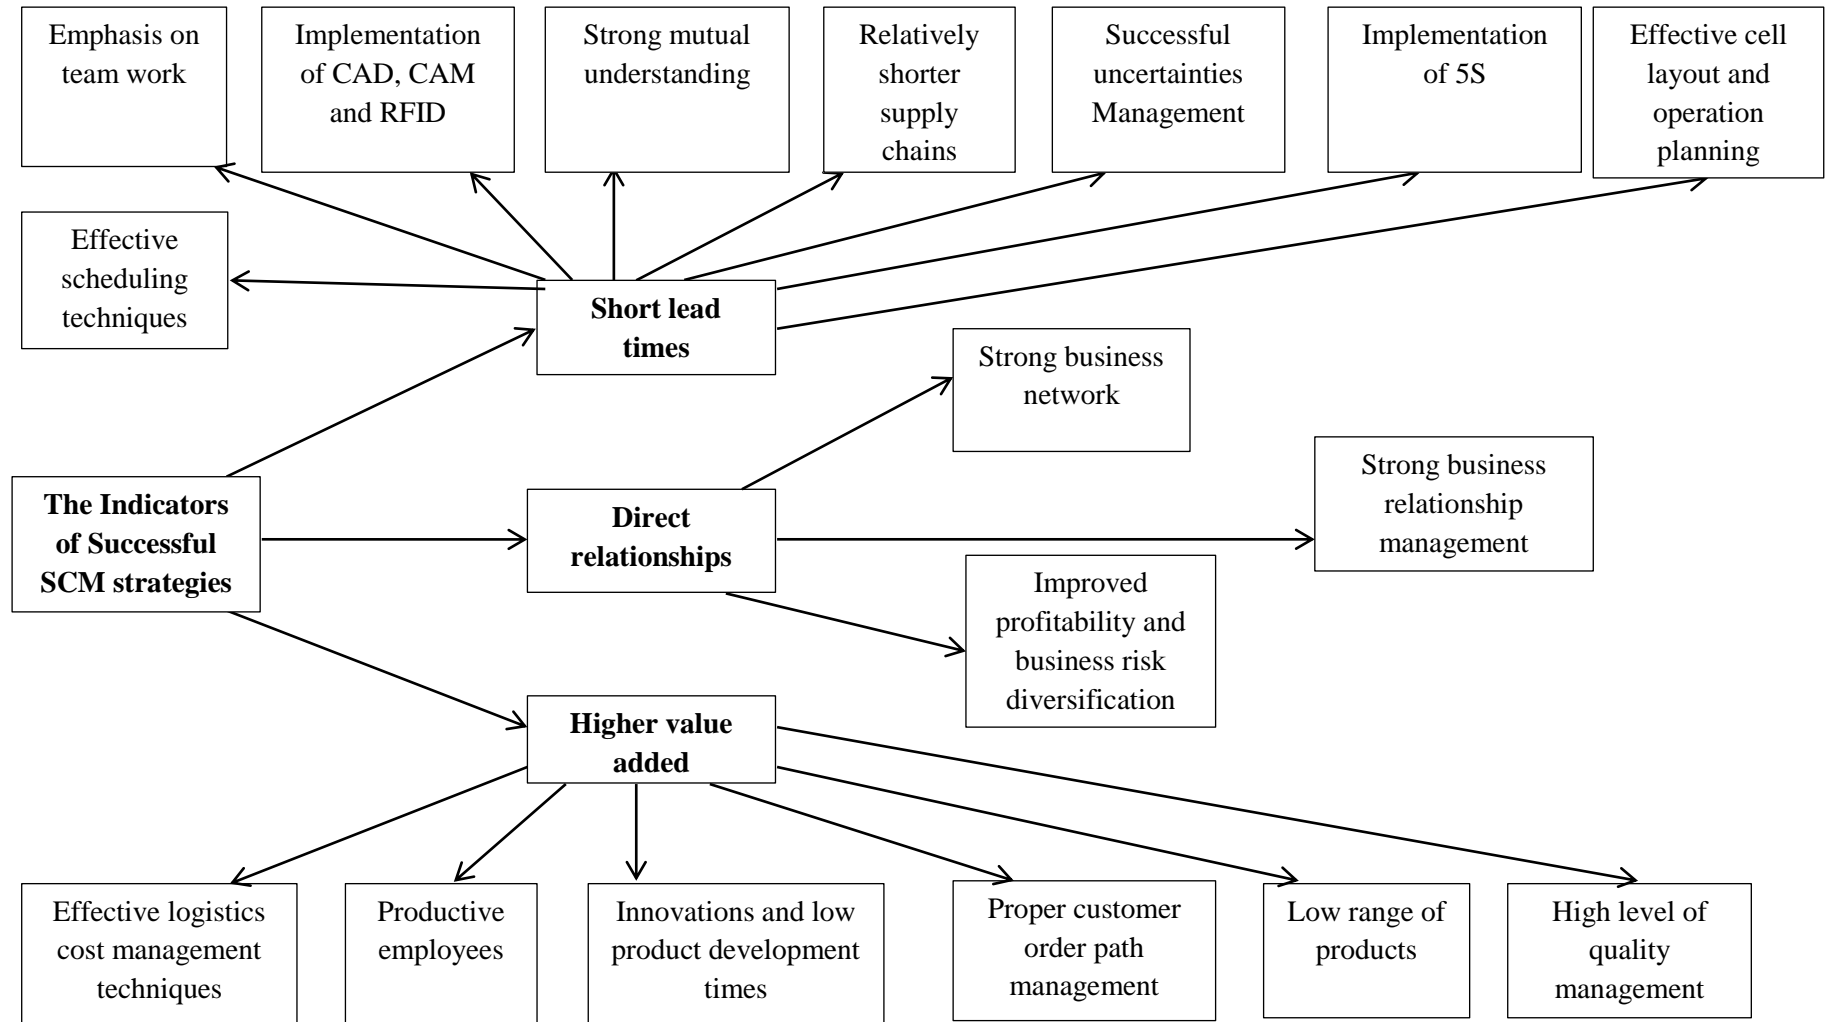 Emphasis on
team work
Implementation
of CAD, CAM
and RFID
Strong mutual
understanding
Relatively
shorter
supply
chains
Successful
uncertainties
Management
Implementation
of 5S
Effective cell
layout and
operation
planning
Effective
scheduling
techniques
Short lead
times
Strong business
network
The Indicators
of Successful
SCM strategies
Direct
relationships
Strong business
relationship
management
Improved
profitability and
business risk
diversification
Higher value
added
Effective logistics
cost management
techniques
Productive
employees
Innovations and low
product development
times
Proper customer
order path
management
Low range of
products
High level of
quality
management